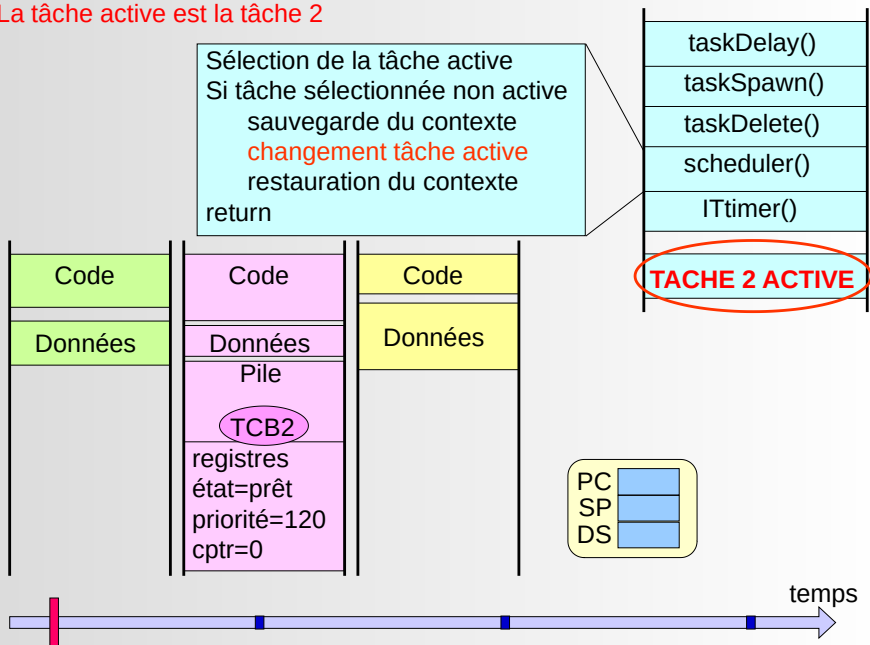 La tâche active est la tâche 2
Sélection de la tâche active
Si tâche sélectionnée non active
sauvegarde du contexte
changement tâche active
restauration du contexte
return
taskDelay()
taskSpawn()
taskDelete()
scheduler()
ITtimer()
TACHE 2 ACTIVE
Code
Données
Code
Données
Pile
TCB2
registres
état=prêt
priorité=120
cptr=0
Code
Données
PC
SP
DS
temps